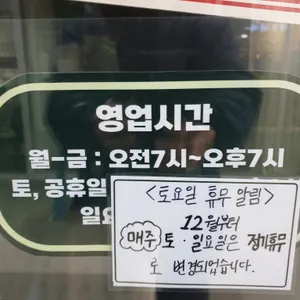 영업시간
월-금 : 오전7시~오후7시
토, 공휴일
<토요일 휴무 알림>
12월부터
매주 토·일요일은 정기휴무
로 변경되었습니다.